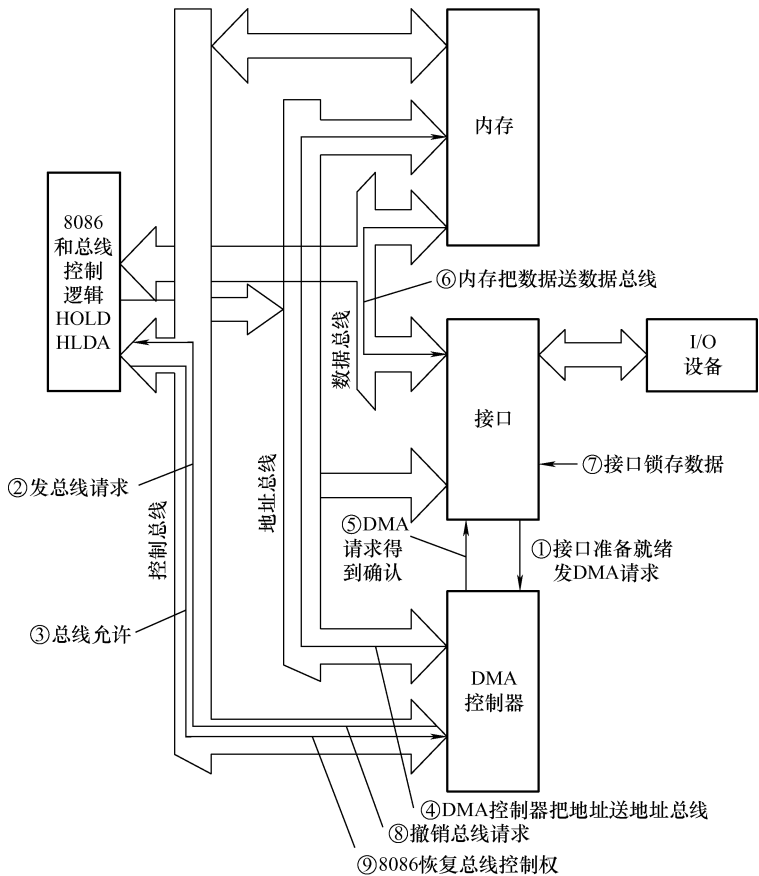 内存
8086
和总线
控制
逻辑
HOLD
HLDA
⑥内存把数据送数据总线
数据总线
I/O
设备
接口
⑦接口锁存数据
②发总线请求
控制总线
地址总线
⑤DMA
请求得
到确认
①接口准备就绪
发DMA请求
③总线允许
DMA
控制器
④DMA控制器把地址送地址总线
⑧撤销总线请求
⑨8086恢复总线控制权